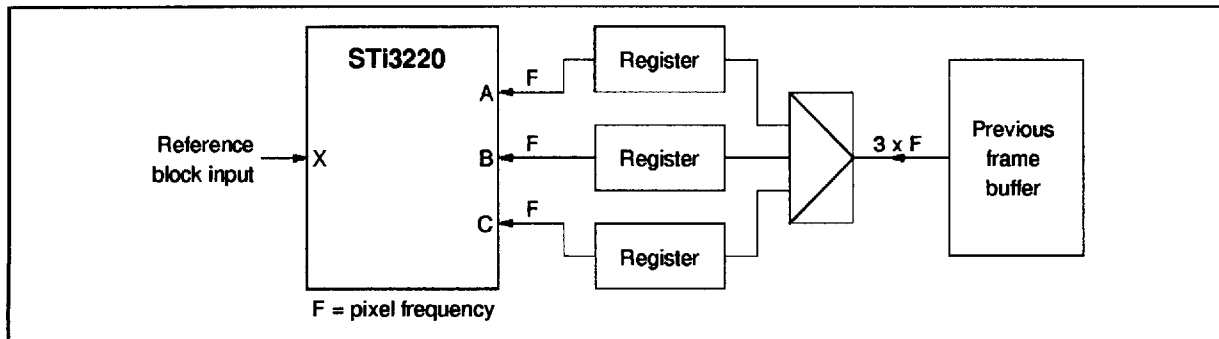 STi3220
Reference
block input
X
A
B
C
F
F
F
Register
Register
Register
3 x F
Previous
frame
buffer
F = pixel frequency